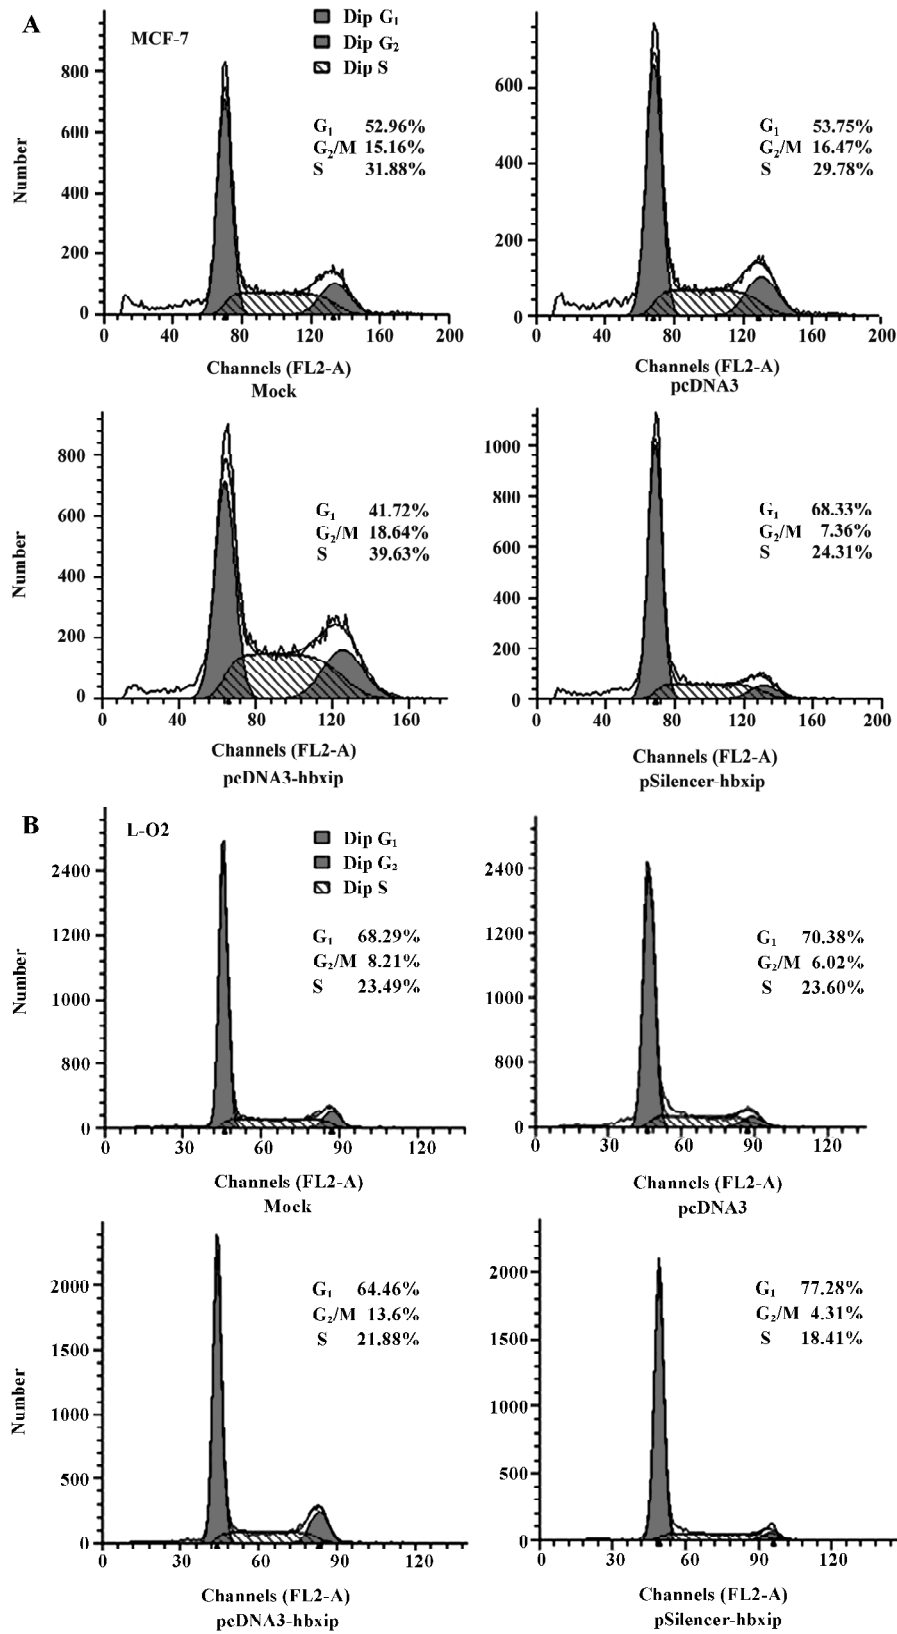 A
MCF-7
Dip G₁
Dip G₂
Dip S
G₁ 52.96%
G₂/M 15.16%
S 31.88%
Number
800
600
400
200
0
0 40 80 120 160 200
Channels (FL2-A)
Mock
G₁ 53.75%
G₂/M 16.47%
S 29.78%
600
400
200
0
0 40 80 120 160 200
Channels (FL2-A)
pcDNA3
G₁ 41.72%
G₂/M 18.64%
S 39.63%
Number
800
600
400
200
0
0 40 80 120 160
Channels (FL2-A)
pcDNA3-hbxip
G₁ 68.33%
G₂/M 7.36%
S 24.31%
1000
800
600
400
200
0
0 40 80 120 160 200
Channels (FL2-A)
pSilencer-hbxip
B
L-O2
Dip G₁
Dip G₂
Dip S
G₁ 68.29%
G₂/M 8.21%
S 23.49%
Number
2400
1200
1000
800
0
0 30 60 90 120
Channels (FL2-A)
Mock
G₁ 70.38%
G₂/M 6.02%
S 23.60%
2400
1200
1000
800
0
0 30 60 90 120
Channels (FL2-A)
pcDNA3
G₁ 64.46%
G₂/M 13.6%
S 21.88%
Number
2000
1500
1000
500
0
0 30 60 90 120
Channels (FL2-A)
pcDNA3-hbxip
G₁ 77.28%
G₂/M 4.31%
S 18.41%
2000
1500
1000
500
0
0 30 60 90 120
Channels (FL2-A)
pSilencer-hbxip